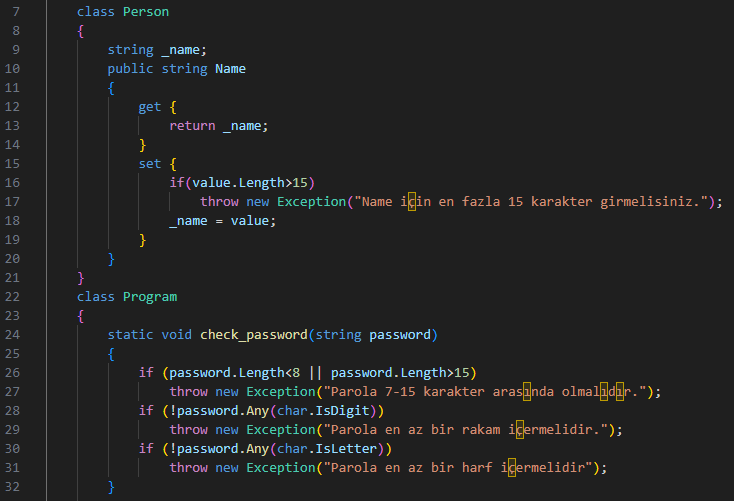 7 class Person
8 {
9 string _name;
10 public string Name
11 {
12 get {
13 return _name;
14 }
15 set {
16 if(value.Length>15)
17 throw new Exception("Name için en fazla 15 karakter girmelisiniz.");
18 _name = value;
19 }
20 }
21 }
22 class Program
23 {
24 static void check_password(string password)
25 {
26 if (password.Length<8 || password.Length>15)
27 throw new Exception("Parola 7-15 karakter arasında olmalıdır.");
28 if (!password.Any(char.IsDigit))
29 throw new Exception("Parola en az bir rakam içermelidir.");
30 if (!password.Any(char.IsLetter))
31 throw new Exception("Parola en az bir harf içermelidir");
32 }